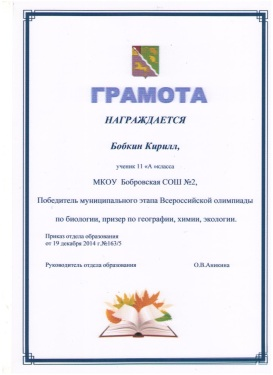 ГРАМОТА
НАГРАЖДАЕТСЯ
Бобкин Кирилл,
ученик 11 «А »класса
МКОУ Бобровская СОШ №2,
Победитель муниципального этапа Всероссийской олимпиады
по биологии, призер по географии, химии, экологии.
Приказ отдела образования
от 19 декабря 2014 г.№163/5
Руководитель отдела образования О.В.Аникина